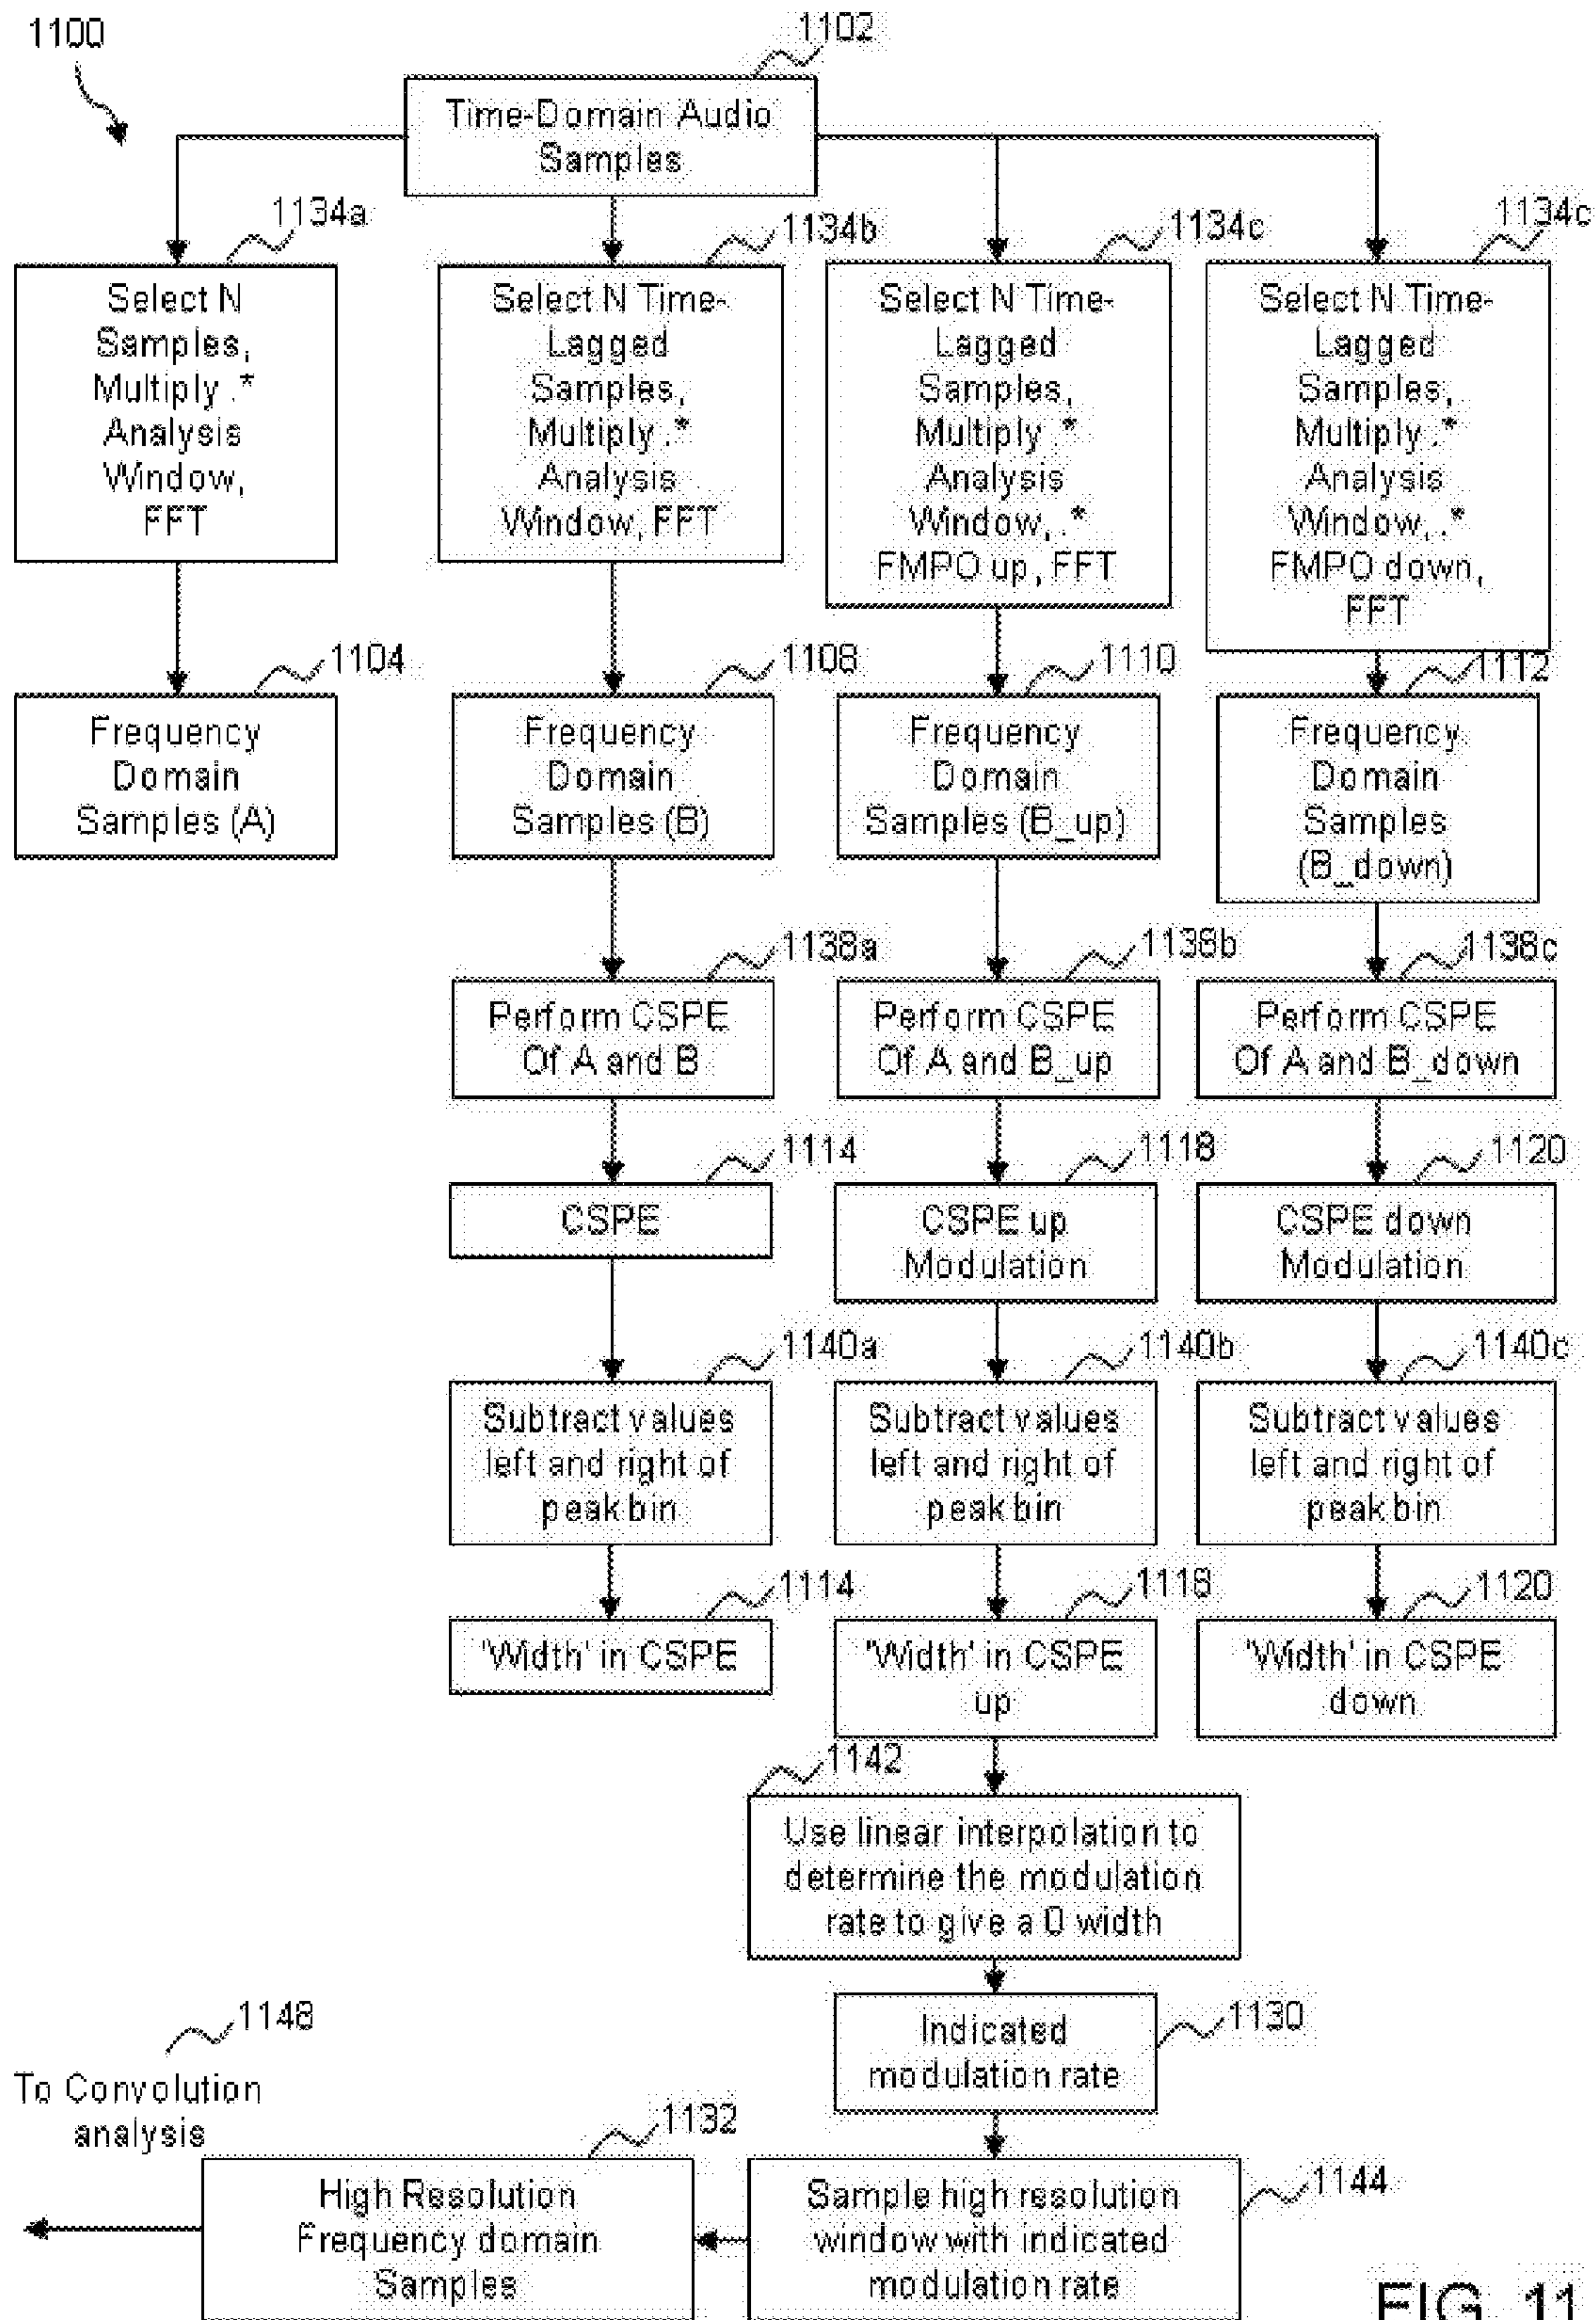 1100
1102
Time-Domain Audio
Samples
1134a
1134b
1134c
1134c
Select N
Samples,
Multiply .*
Analysis
Window,
FFT
Select N Time-
Lagged
Samples,
Multiply .*
Analysis
Window, FFT
Select N Time-
Lagged
Samples,
Multiply .*
Analysis
Window, .*
FMPO up, FFT
Select N Time-
Lagged
Samples,
Multiply .*
Analysis
Window, .*
FMPO down,
FFT
1104
1108
1110
1112
Frequency
Domain
Samples (A)
Frequency
Domain
Samples (B)
Frequency
Domain
Samples (B_up)
Frequency
Domain
Samples
(B_down)
1138a
1138b
1138c
Perform CSPE
Of A and B
Perform CSPE
Of A and B_up
Perform CSPE
Of A and B_down
1114
1118
1120
CSPE
CSPE up
Modulation
CSPE down
Modulation
1140a
1140b
1140c
Subtract values
left and right of
peak bin
Subtract values
left and right of
peak bin
Subtract values
left and right of
peak bin
1114
1118
1120
'Width' in CSPE
'Width' in CSPE
up
'Width' in CSPE
down
1142
Use linear interpolation to
determine the modulation
rate to give a 0 width
1130
Indicated
modulation rate
1148
To Convolution
analysis
1132
High Resolution
Frequency domain
Samples
1144
Sample high resolution
window with indicated
modulation rate
FIG. 11